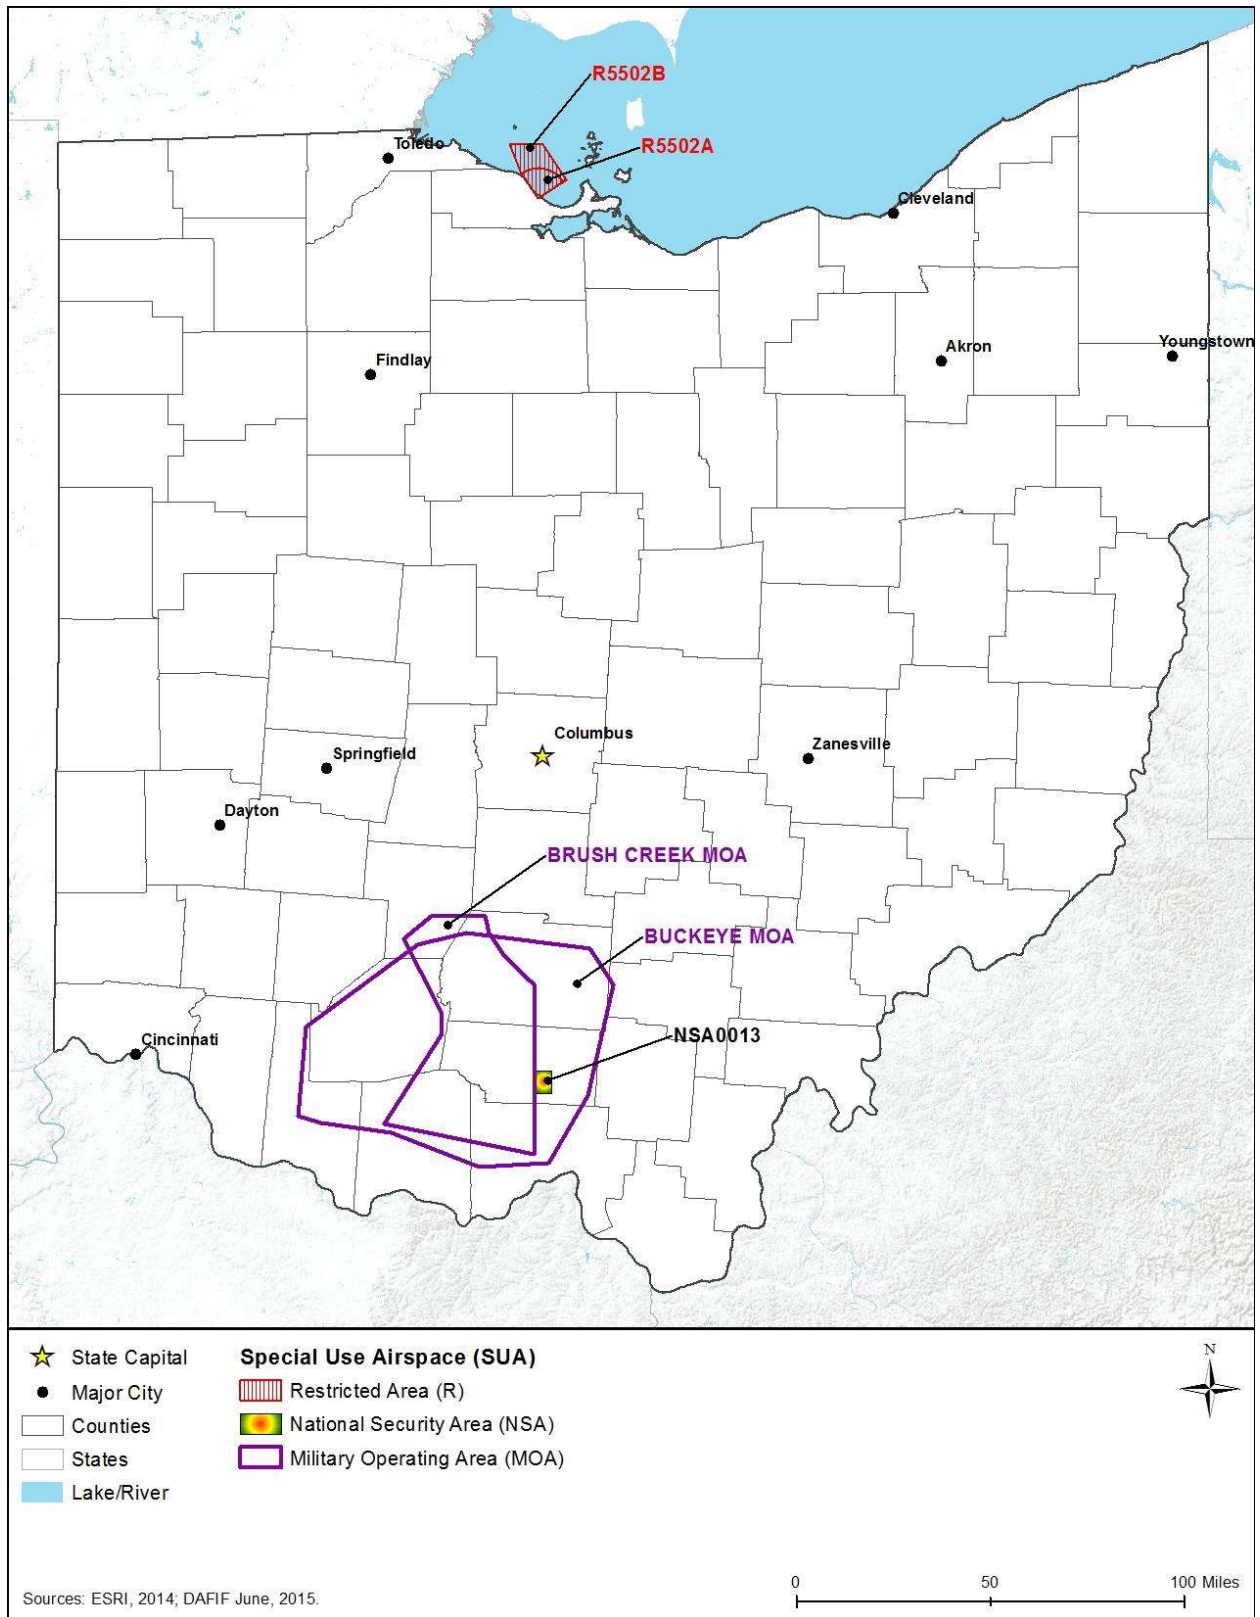 R5502B
R5502A
Toledo
Cleveland
Findlay
Akron
Youngstown
Columbus
Springfield
Zanesville
Dayton
BRUSH CREEK MOA
BUCKEYE MOA
NSA0013
Cincinnati
State Capital
Major City
Counties
States
Lake/River
Special Use Airspace (SUA)
Restricted Area (R)
National Security Area (NSA)
Military Operating Area (MOA)
N
Sources: ESRI, 2014; DAFIF June, 2015.
0 50 100 Miles